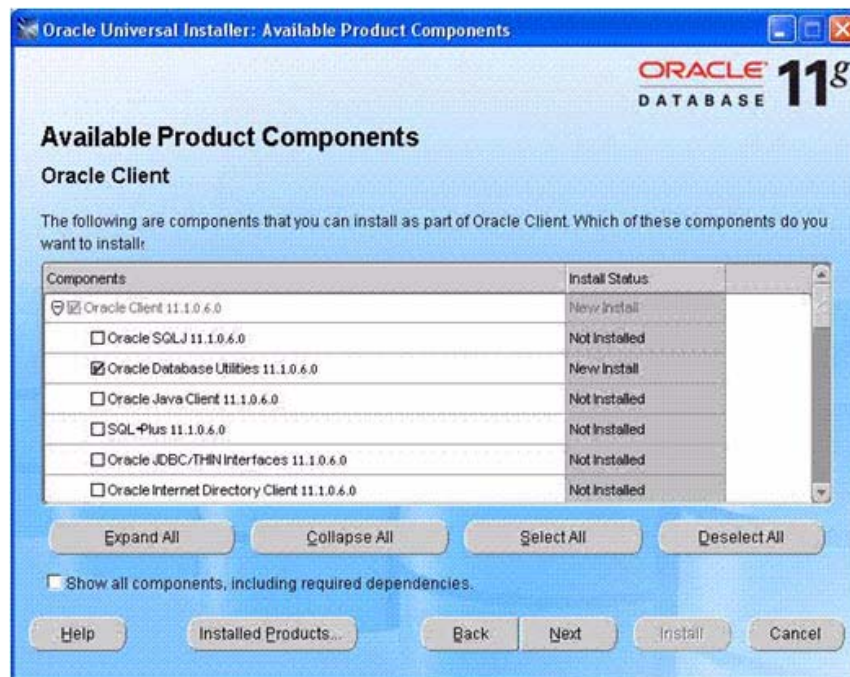 Oracle Universal Installer: Available Product Components
ORACLE
DATABASE 11g
Available Product Components
Oracle Client
The following are components that you can install as part of Oracle Client. Which of these components do you
want to install:
Components Install Status
Oracle Client 11.1.0.6.0 New Install
Oracle SQLJ 11.1.0.6.0 Not Installed
Oracle Database Utilities 11.1.0.6.0 New Install
Oracle Java Client 11.1.0.6.0 Not Installed
SQL*Plus 11.1.0.6.0 Not Installed
Oracle JDBC/THIN Interfaces 11.1.0.6.0 Not Installed
Oracle Internet Directory Client 11.1.0.6.0 Not Installed
Expand All Collapse All Select All Deselect All
Show all components, including required dependencies.
Help Installed Products... Back Next Install Cancel